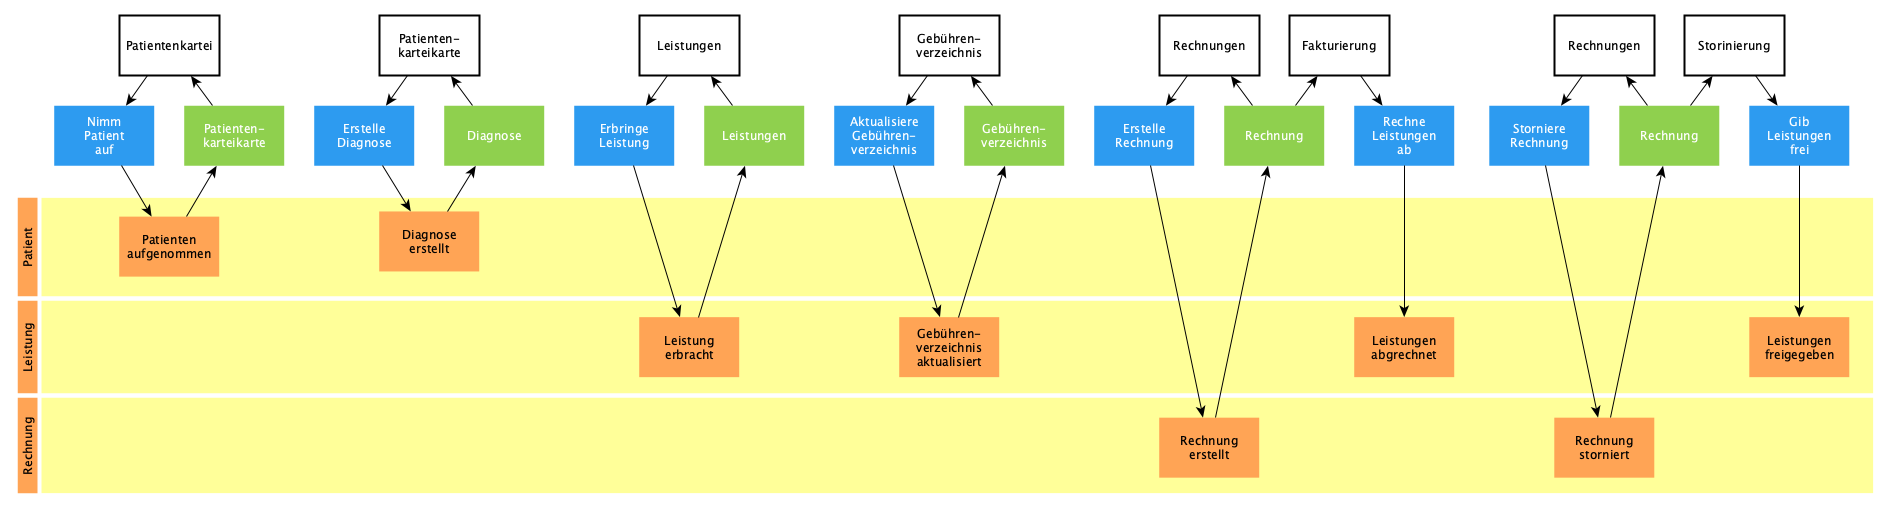 Patientenkartei
Patienten-
karteikarte
Leistungen
Gebühren-
verzeichnis
Rechnungen
Fakturierung
Rechnungen
Storinierung
Nimm
Patient
auf
Patienten-
karteikarte
Erstelle
Diagnose
Diagnose
Erbringe
Leistung
Leistungen
Aktualisiere
Gebühren-
verzeichnis
Gebühren-
verzeichnis
Erstelle
Rechnung
Rechnung
Rechne
Leistungen
ab
Storniere
Rechnung
Rechnung
Gib
Leistungen
frei
Patient
Patienten
aufgenommen
Diagnose
erstellt
Leistung
Leistung
erbracht
Gebühren-
verzeichnis
aktualisiert
Leistungen
abgrechnet
Leistungen
freigegeben
Rechnung
Rechnung
erstellt
Rechnung
storniert